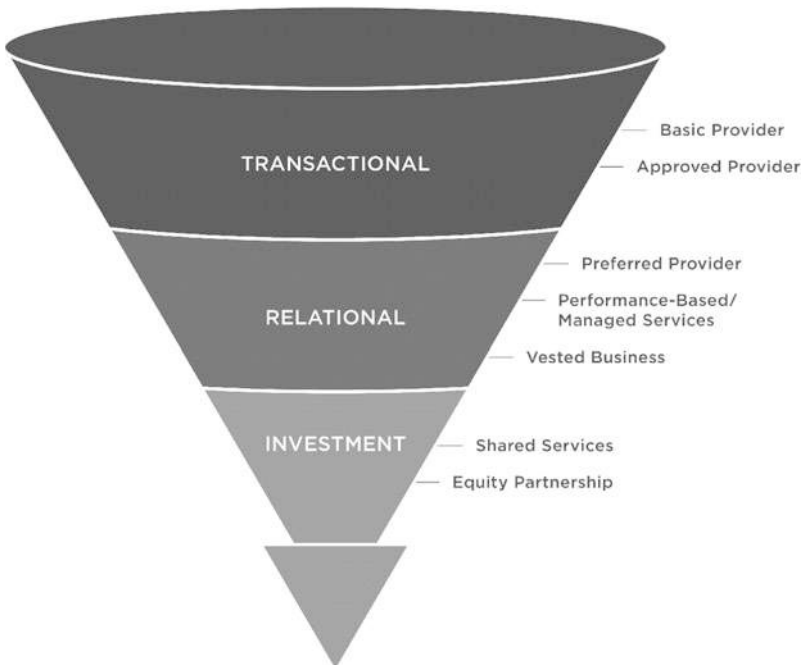 Basic Provider
TRANSACTIONAL
Approved Provider
Preferred Provider
RELATIONAL
Performance-Based/
Managed Services
Vested Business
INVESTMENT
Shared Services
Equity Partnership